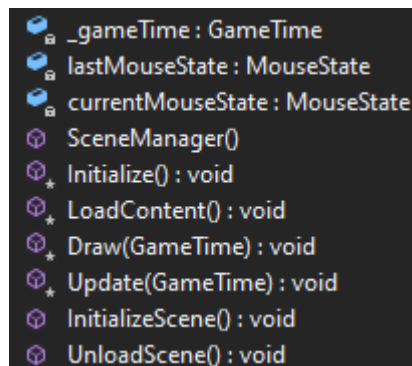 _gameTime : GameTime
lastMouseState : MouseState
currentMouseState : MouseState
SceneManager()
Initialize() : void
LoadContent() : void
Draw(GameTime) : void
Update(GameTime) : void
InitializeScene() : void
UnloadScene() : void